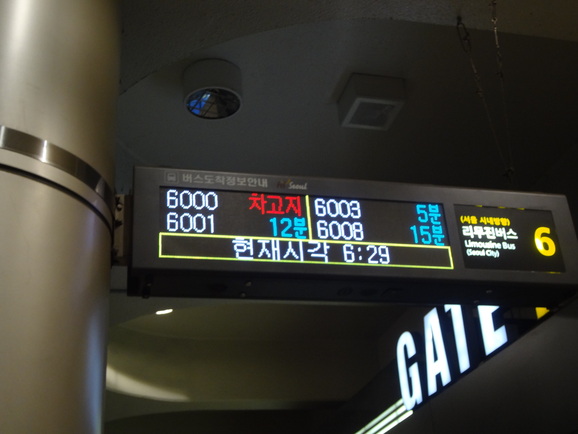 버스도착정보안내
Seoul
6000 차고지
6003 5분
6001 12분
6008 15분
현재시각 6:29
(서울 시내방향)
리무진버스
Limousine Bus
(Seoul City)
6
GATE